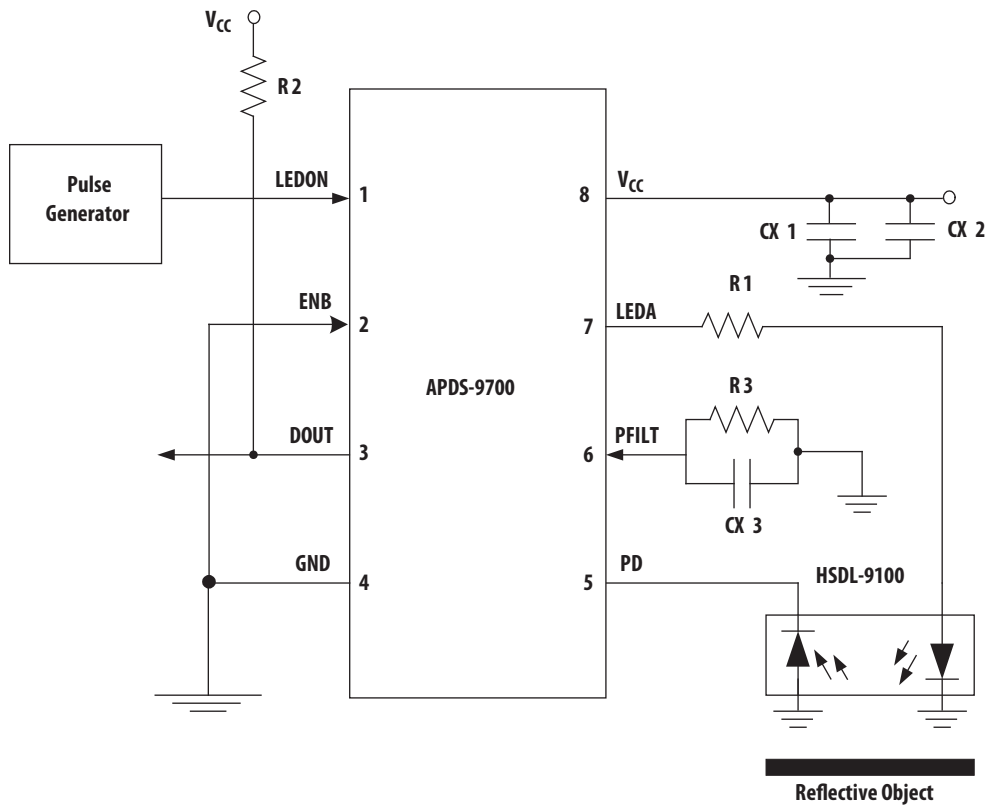 VCC
R 2
Pulse
Generator
LEDON
1
8
VCC
CX 1
CX 2
ENB
2
7
LEDA
R 1
APDS-9700
DOUT
3
6
PFILT
R 3
CX 3
GND
4
5
PD
HSDL-9100
Reflective Object